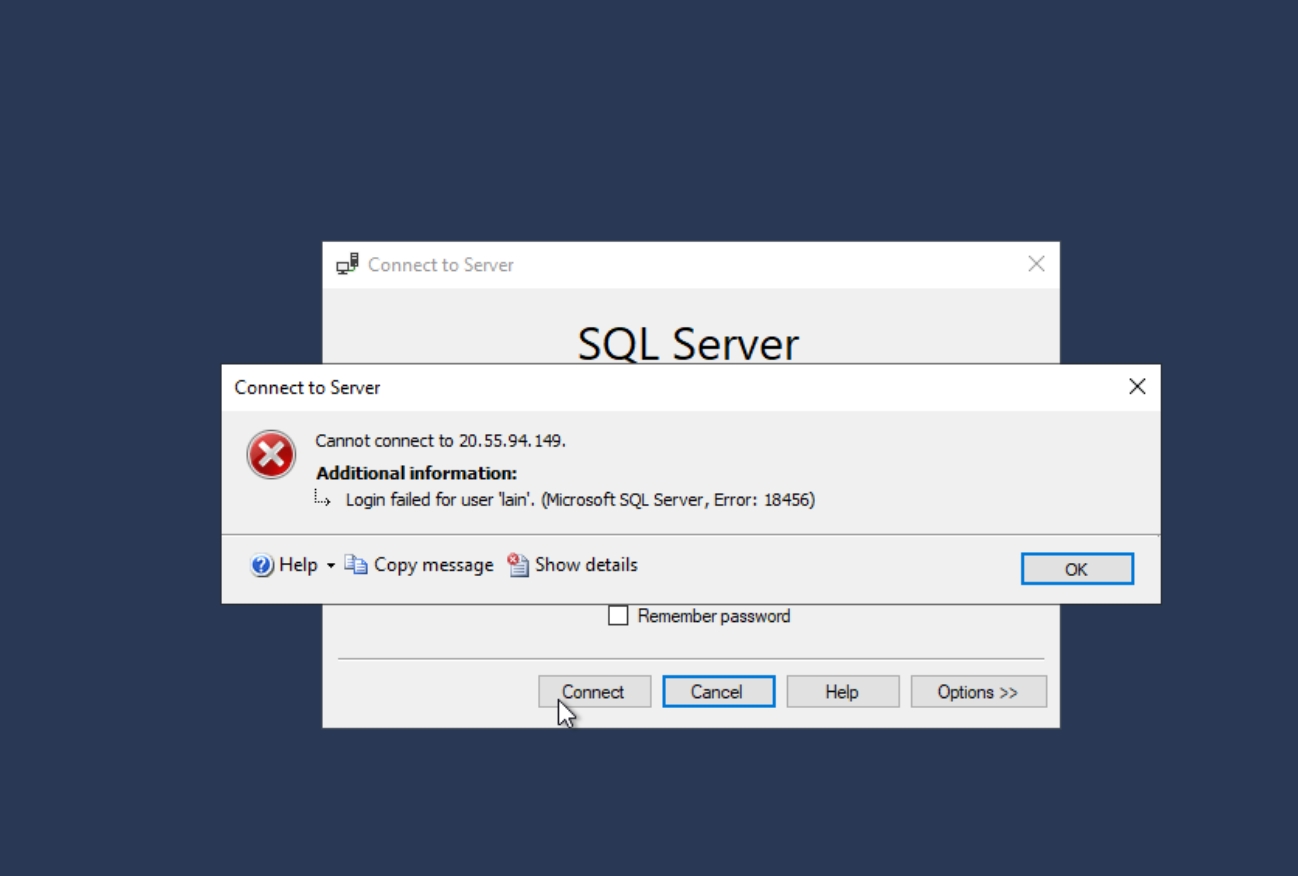 Connect to Server
SQL Server
Connect to Server
Cannot connect to 20.55.94.149.
Additional information:
Login failed for user 'lain'. (Microsoft SQL Server, Error: 18456)
Help Copy message Show details OK
Remember password
Connect Cancel Help Options >>